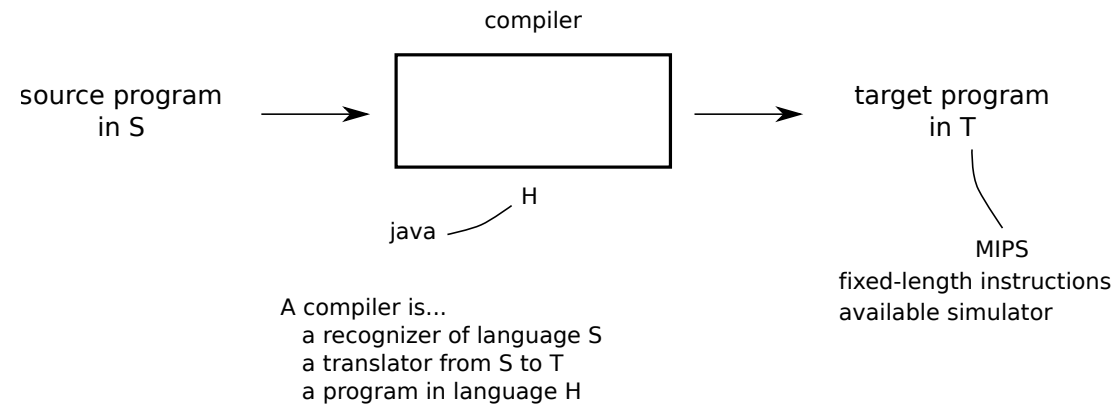 compiler
source program
in S
target program
in T
H
java
MIPS
fixed-length instructions
available simulator
A compiler is...
a recognizer of language S
a translator from S to T
a program in language H